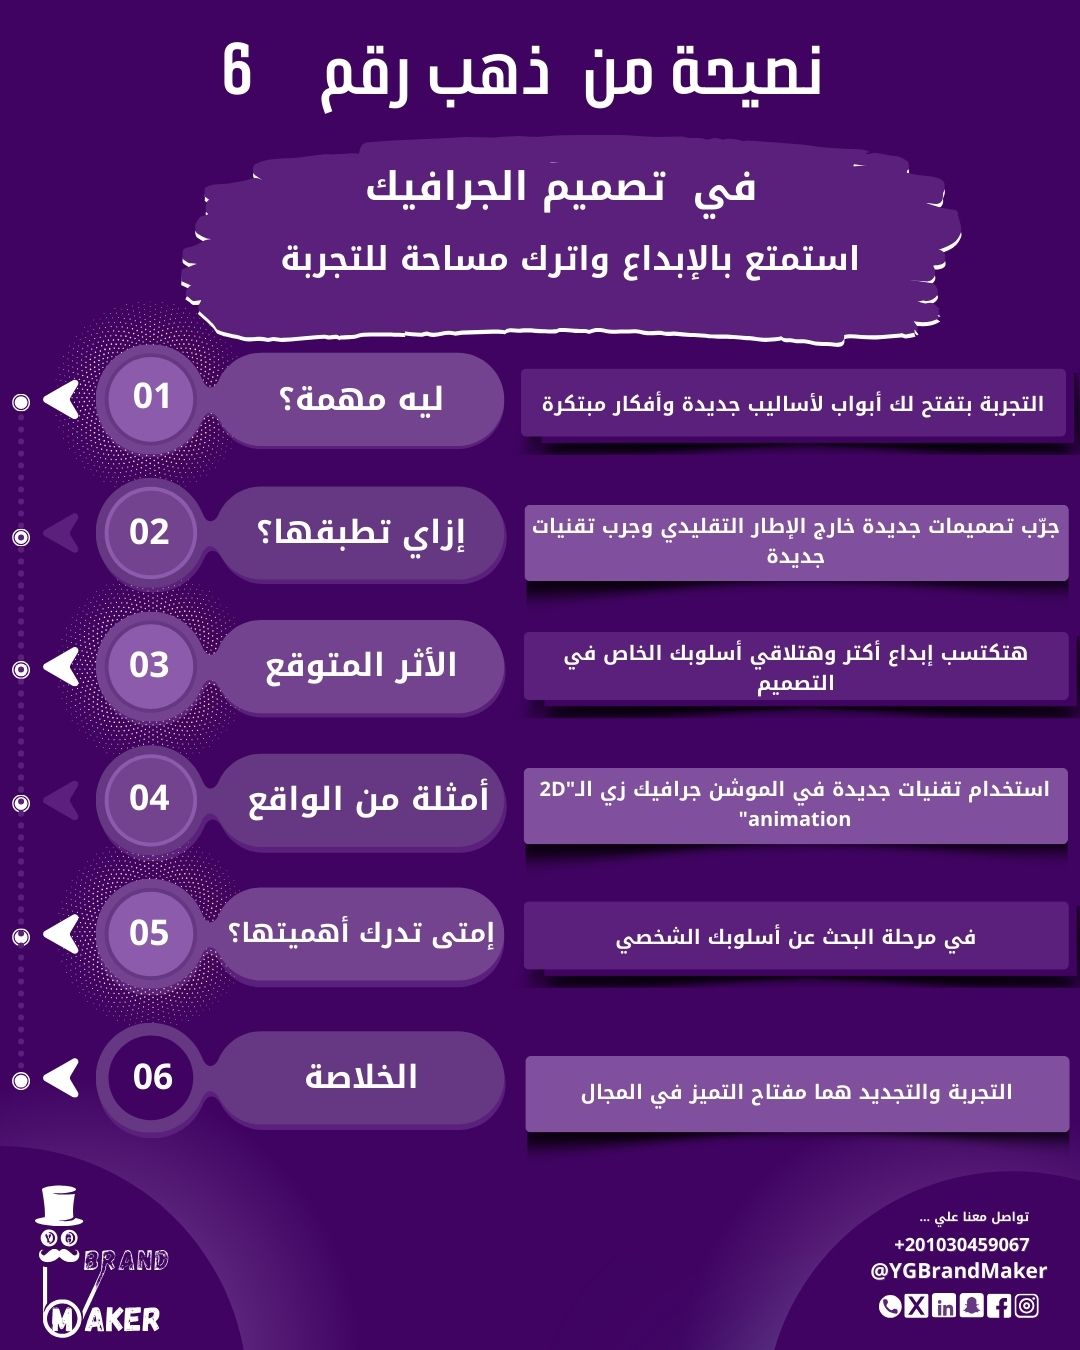 نصيحة من ذهب رقم 6
في تصميم الجرافيك
استمتع بالإبداع واترك مساحة للتجربة
01
ليه مهمة؟
التجربة بتفتح لك أبواب لأساليب جديدة وأفكار مبتكرة
02
إزاي تطبقها؟
جرّب تصميمات جديدة خارج الإطار التقليدي وجرب تقنيات
جديدة
03
الأثر المتوقع
هتكتسب إبداع أكتر وهتلاقي أسلوبك الخاص في
التصميم
04
أمثلة من الواقع
استخدام تقنيات جديدة في الموشن جرافيك زي الـ"2D
animation"
05
إمتى تدرك أهميتها؟
في مرحلة البحث عن أسلوبك الشخصي
06
الخلاصة
التجربة والتجديد هما مفتاح التميز في المجال
تواصل معنا علي ...
+201030459067
@YGBrandMaker
YG
BRAND
MAKER